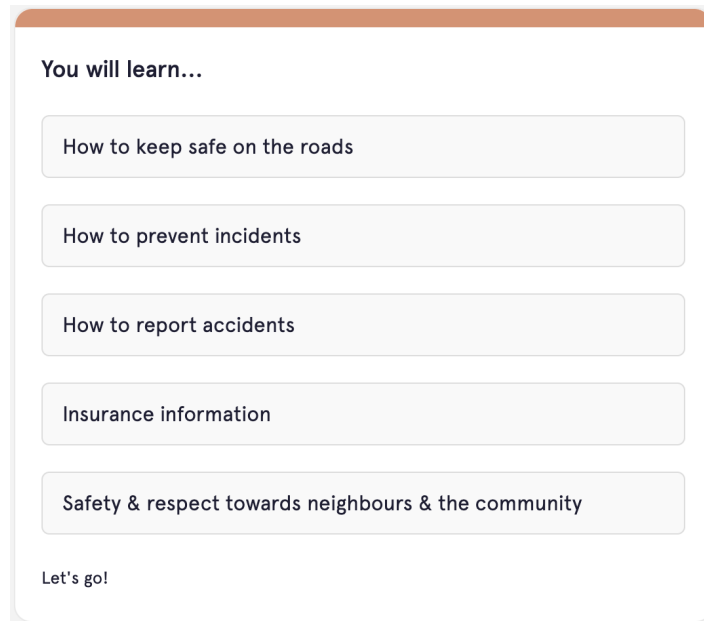 You will learn...
How to keep safe on the roads
How to prevent incidents
How to report accidents
Insurance information
Safety & respect towards neighbours & the community
Let's go!